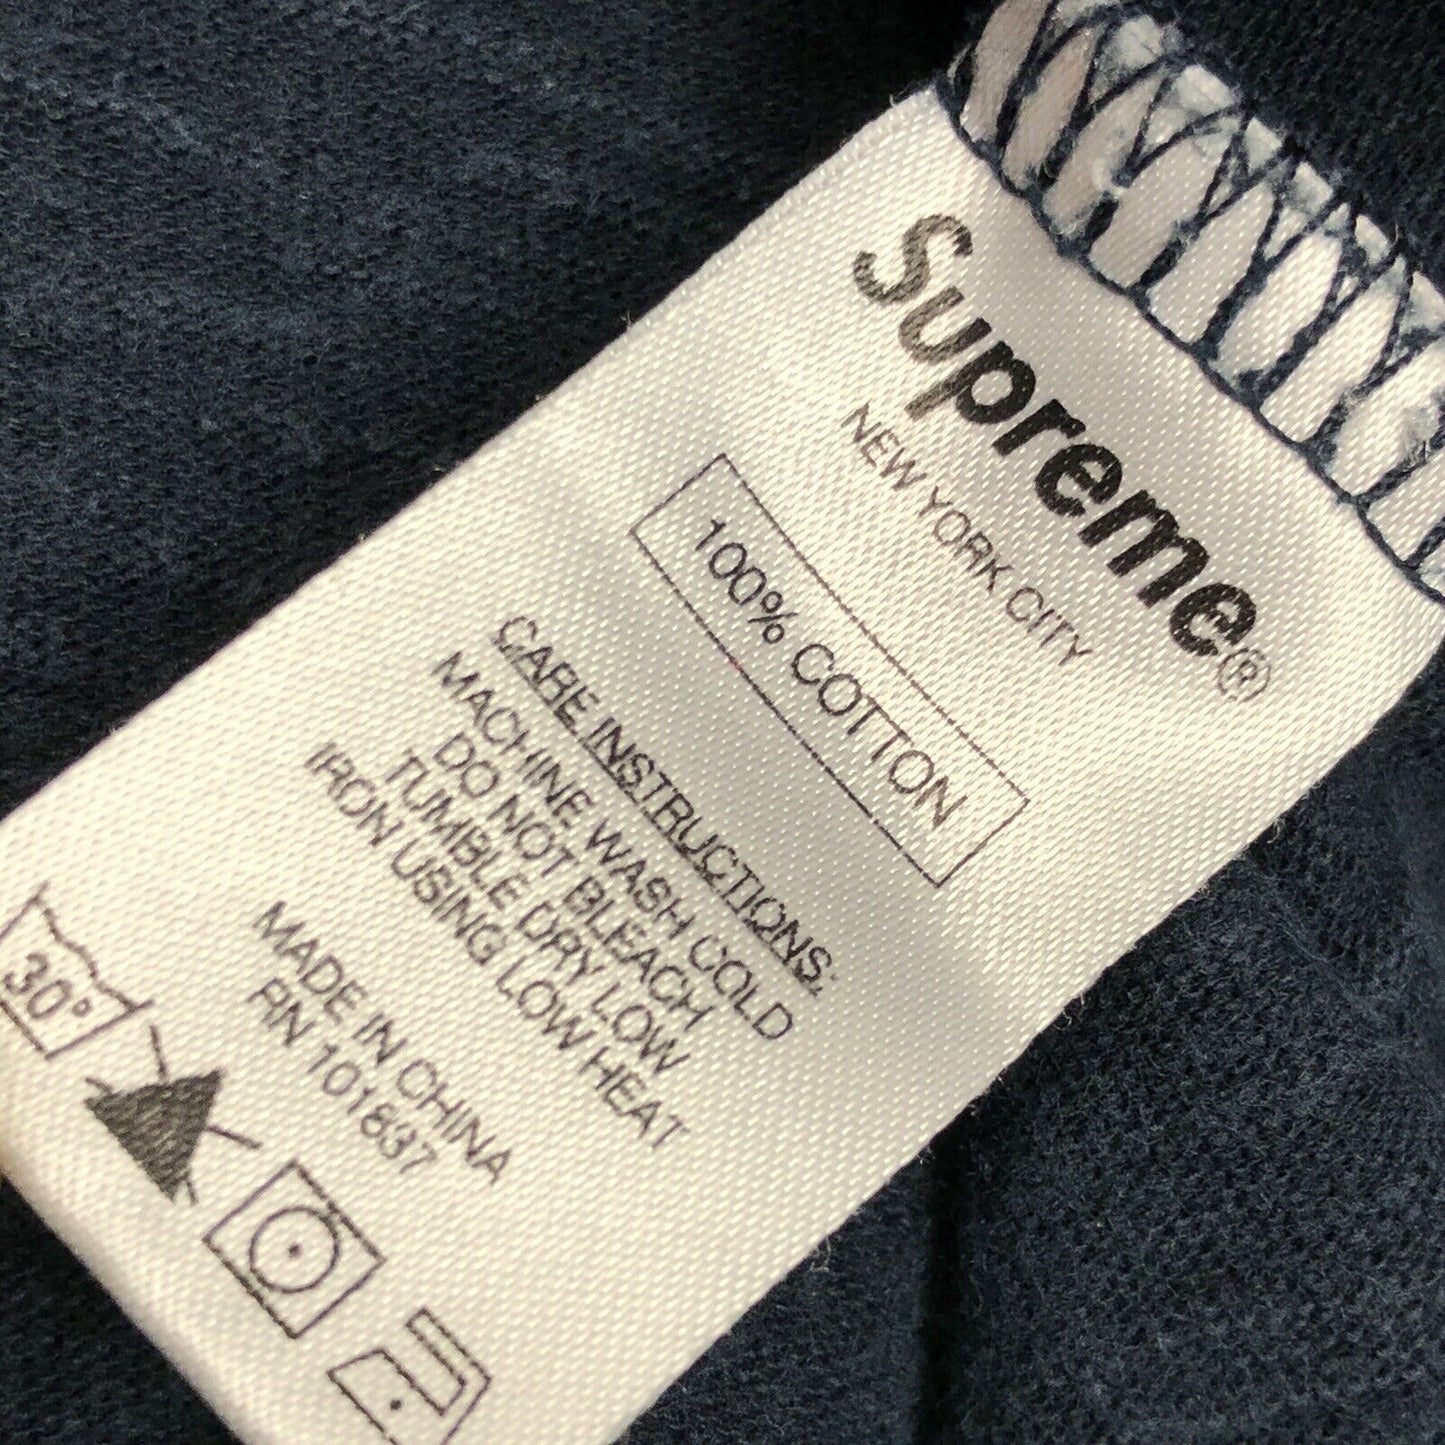 Supreme®
NEW YORK CITY
100% COTTON
CARE INSTRUCTIONS:
MACHINE WASH COLD
DO NOT BLEACH
TUMBLE DRY LOW
IRON USING LOW HEAT
MADE IN CHINA
RN 101837
30°